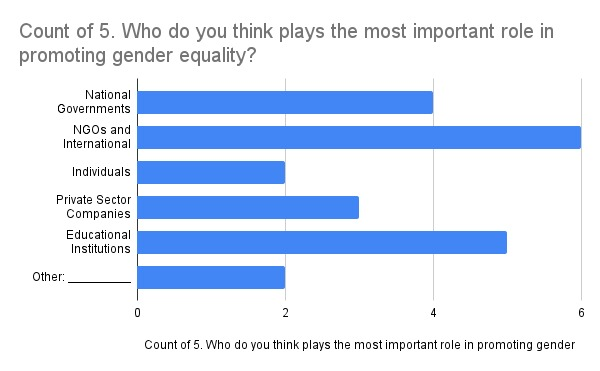 Count of 5. Who do you think plays the most important role in
promoting gender equality?
National
Governments
NGOs and
International
Individuals
Private Sector
Companies
Educational
Institutions
Other: ___________
0 2 4 6
Count of 5. Who do you think plays the most important role in promoting gender